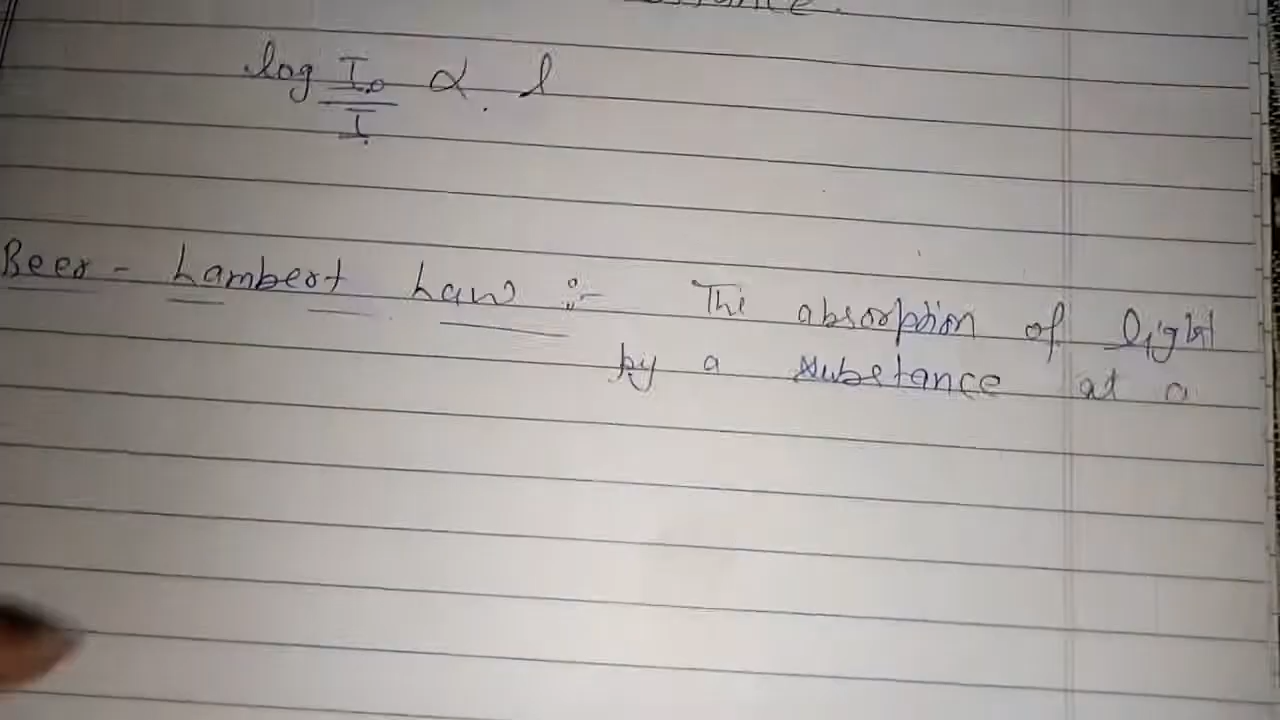 log I₀/I ∝ l
Beer - Lambert Law :- The absorption of light
by a substance at a